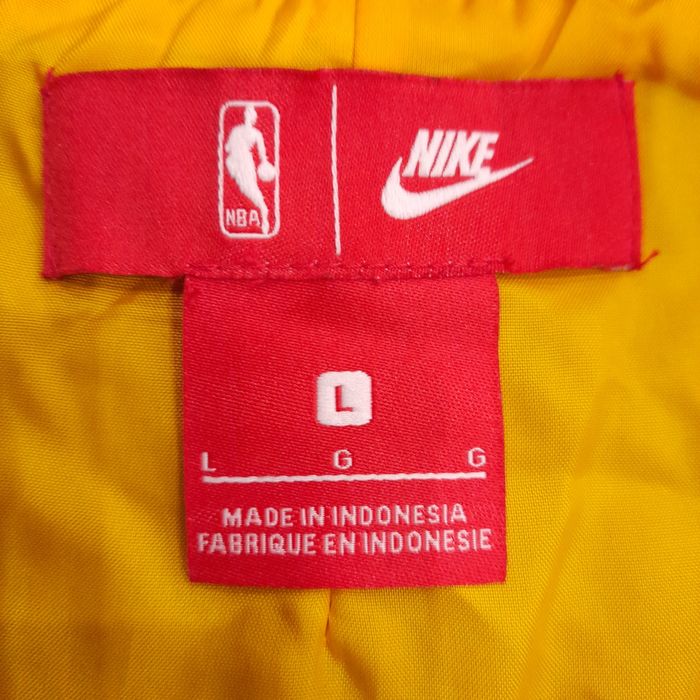 NBA
NIKE
L
L G G
MADE IN INDONESIA
FABRIQUE EN INDONESIE